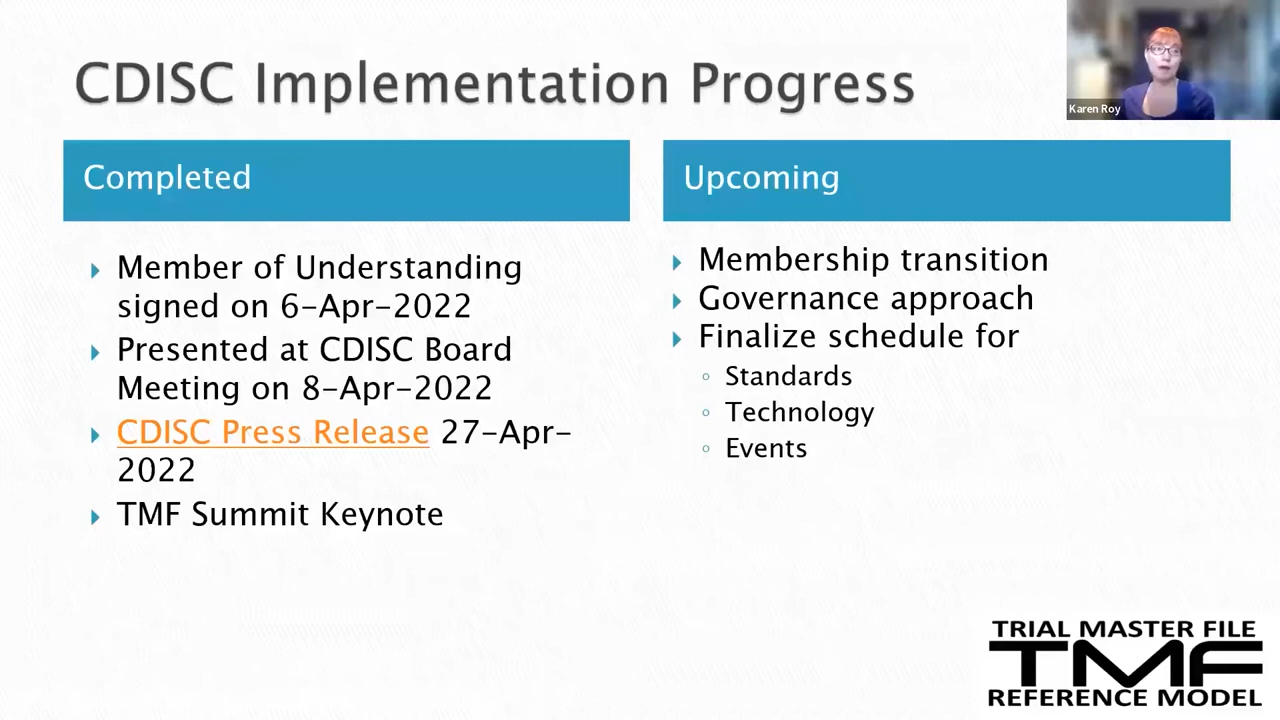 CDISC Implementation Progress
Karen Roy
Completed
Member of Understanding
signed on 6-Apr-2022
Presented at CDISC Board
Meeting on 8-Apr-2022
CDISC Press Release 27-Apr-
2022
TMF Summit Keynote
Upcoming
Membership transition
Governance approach
Finalize schedule for
Standards
Technology
Events
TRIAL MASTER FILE
TMF
REFERENCE MODEL